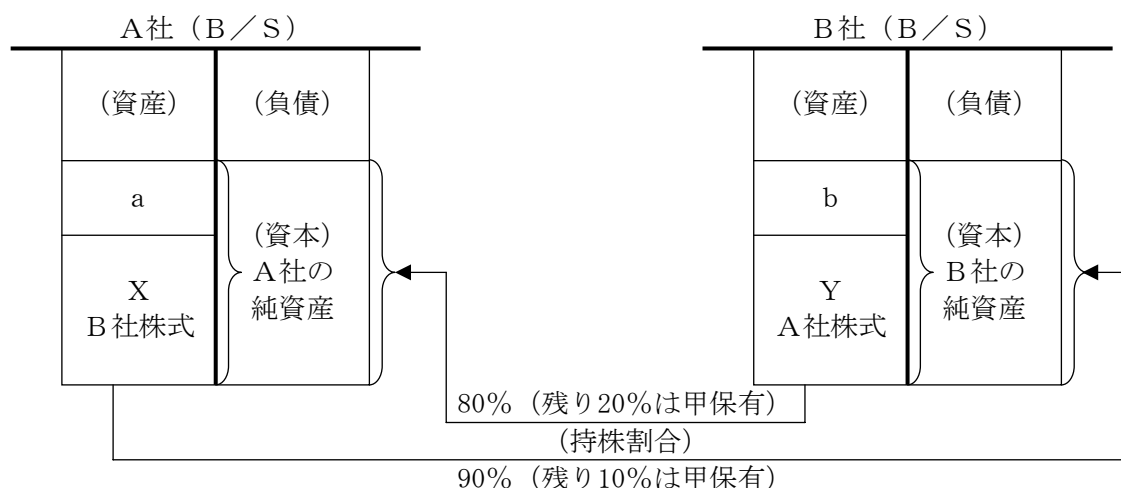 A社（B／S）
（資産）
（負債）
a
X
B社株式
（資本）
A社の
純資産
B社（B／S）
（資産）
（負債）
b
Y
A社株式
（資本）
B社の
純資産
80％（残り20％は甲保有）
（持株割合）
90％（残り10％は甲保有）